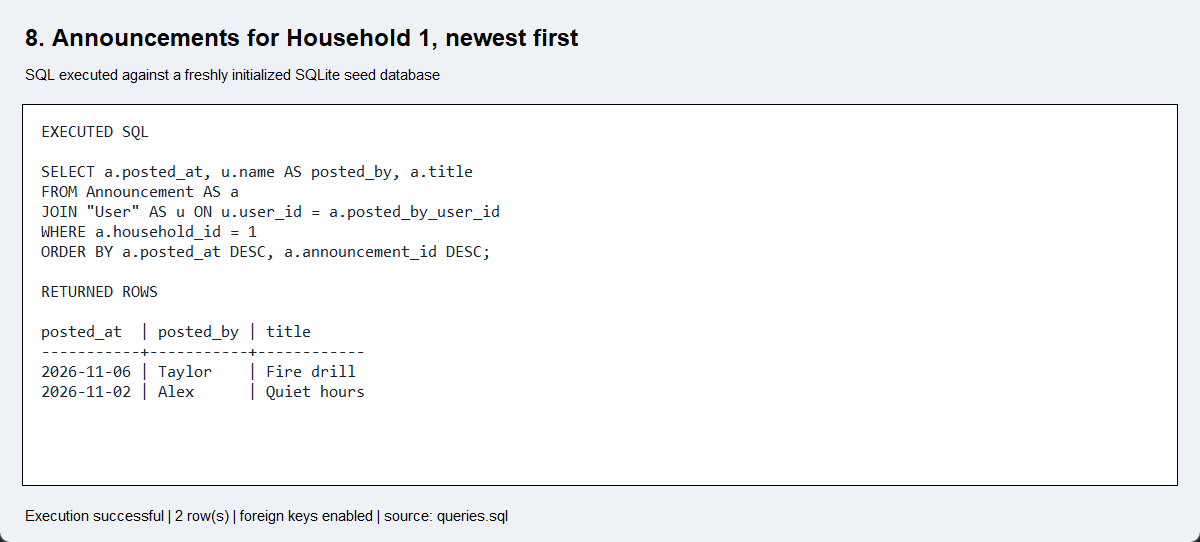 8. Announcements for Household 1, newest first
SQL executed against a freshly initialized SQLite seed database
EXECUTED SQL
SELECT a.posted_at, u.name AS posted_by, a.title
FROM Announcement AS a
JOIN "User" AS u ON u.user_id = a.posted_by_user_id
WHERE a.household_id = 1
ORDER BY a.posted_at DESC, a.announcement_id DESC;
RETURNED ROWS
posted_at  | posted_by | title
-----------+-----------+------------
2026-11-06 | Taylor    | Fire drill
2026-11-02 | Alex      | Quiet hours
Execution successful | 2 row(s) | foreign keys enabled | source: queries.sql